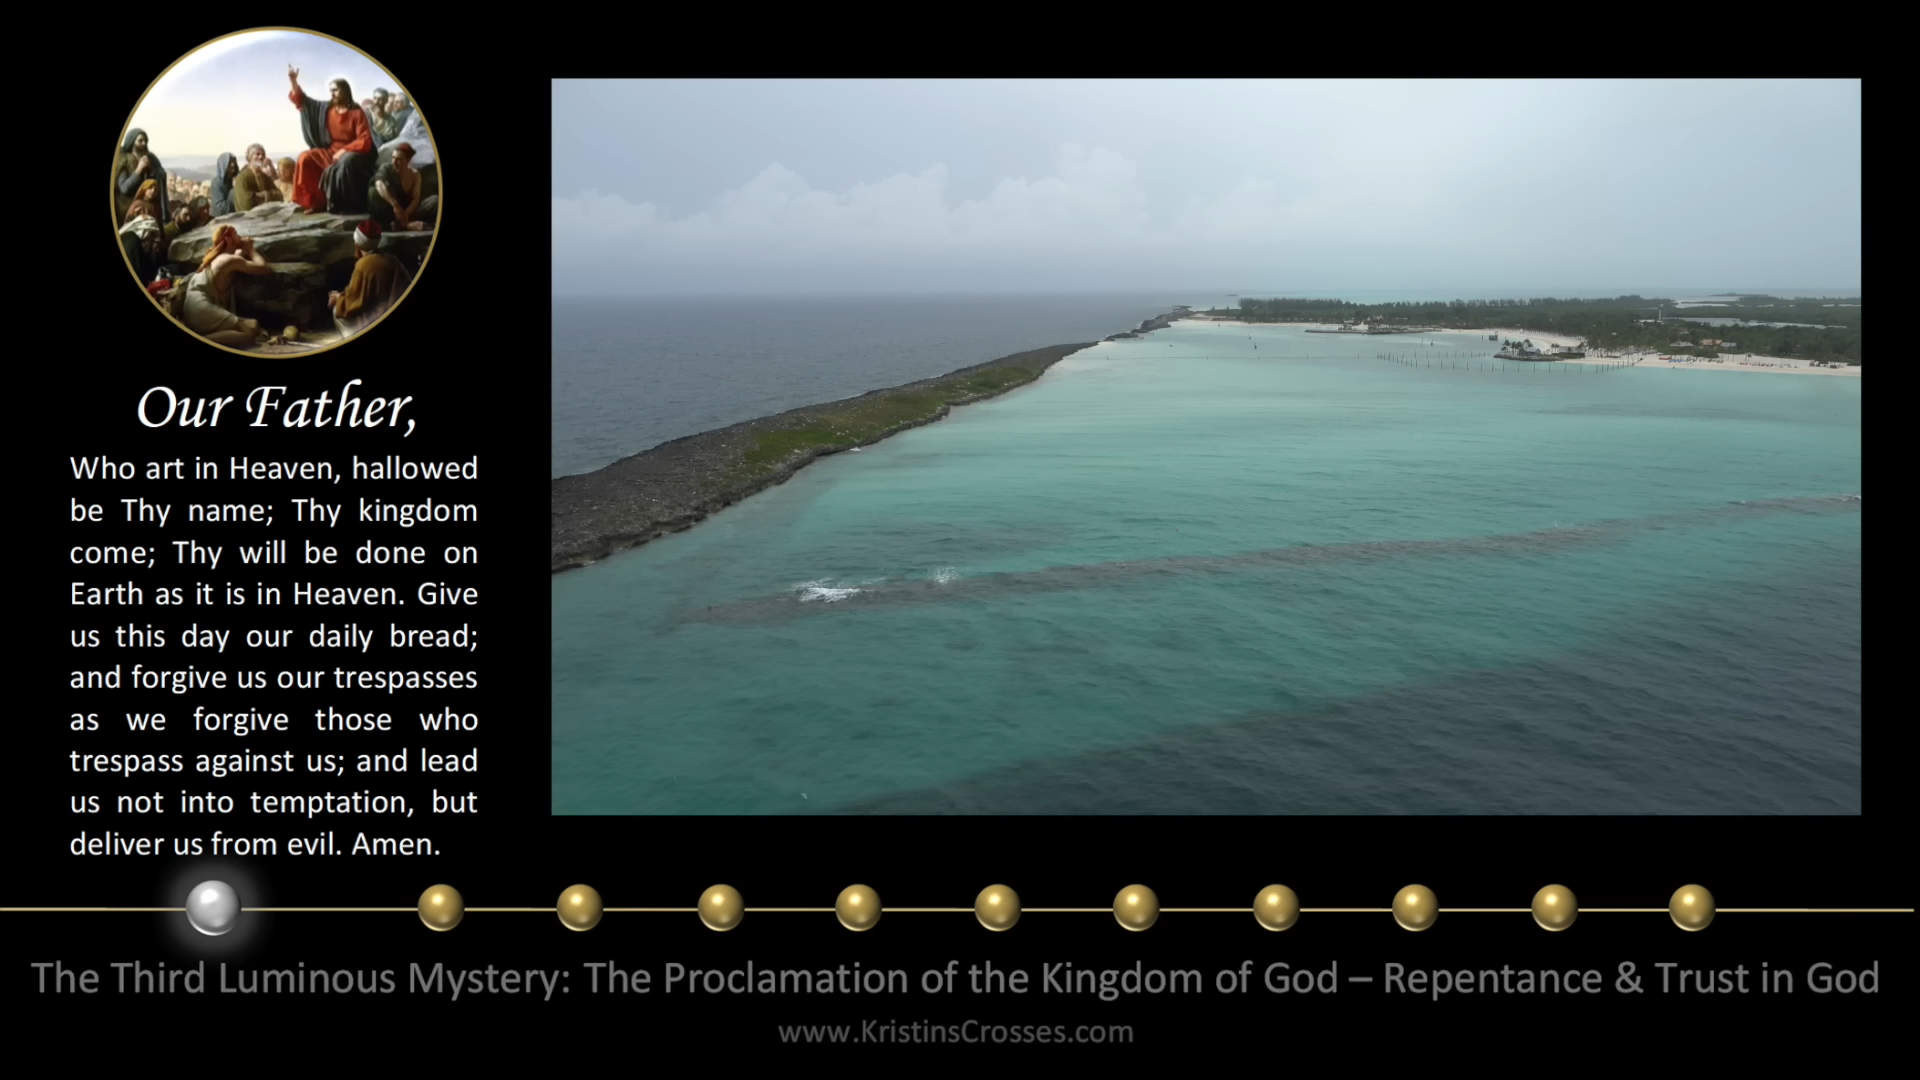 Our Father,
Who art in Heaven, hallowed
be Thy name; Thy kingdom
come; Thy will be done on
Earth as it is in Heaven. Give
us this day our daily bread;
and forgive us our trespasses
as we forgive those who
trespass against us; and lead
us not into temptation, but
deliver us from evil. Amen.
The Third Luminous Mystery: The Proclamation of the Kingdom of God – Repentance & Trust in God
www.KristinsCrosses.com